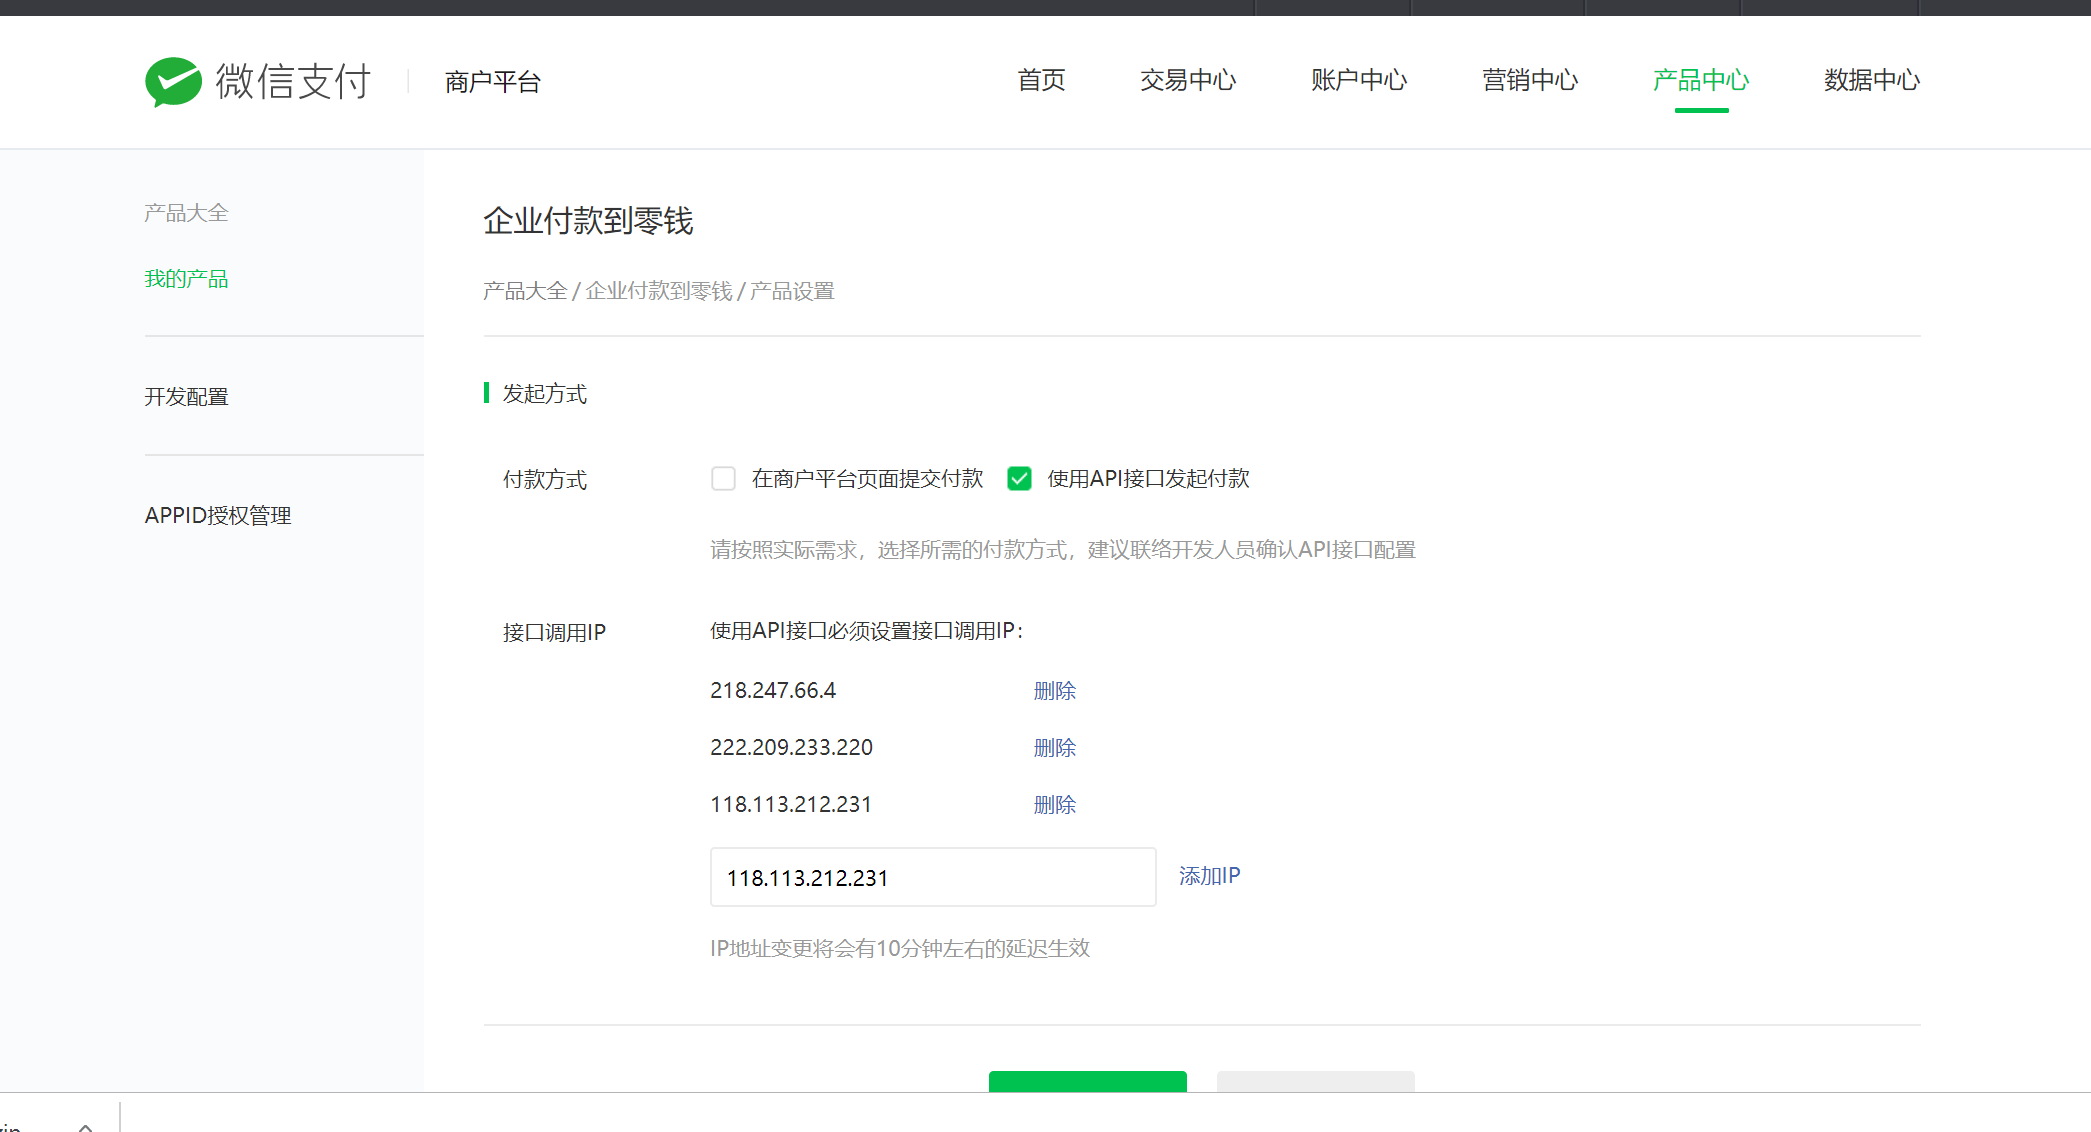 微信支付 商户平台 首页 交易中心 账户中心 营销中心 产品中心 数据中心
产品大全
我的产品
开发配置
APPID授权管理
企业付款到零钱
产品大全 / 企业付款到零钱 / 产品设置
发起方式
付款方式 在商户平台页面提交付款 使用API接口发起付款
请按照实际需求，选择所需的付款方式，建议联络开发人员确认API接口配置
接口调用IP 使用API接口必须设置接口调用IP：
218.247.66.4 删除
222.209.233.220 删除
118.113.212.231 删除
118.113.212.231 添加IP
IP地址变更将会有10分钟左右的延迟生效